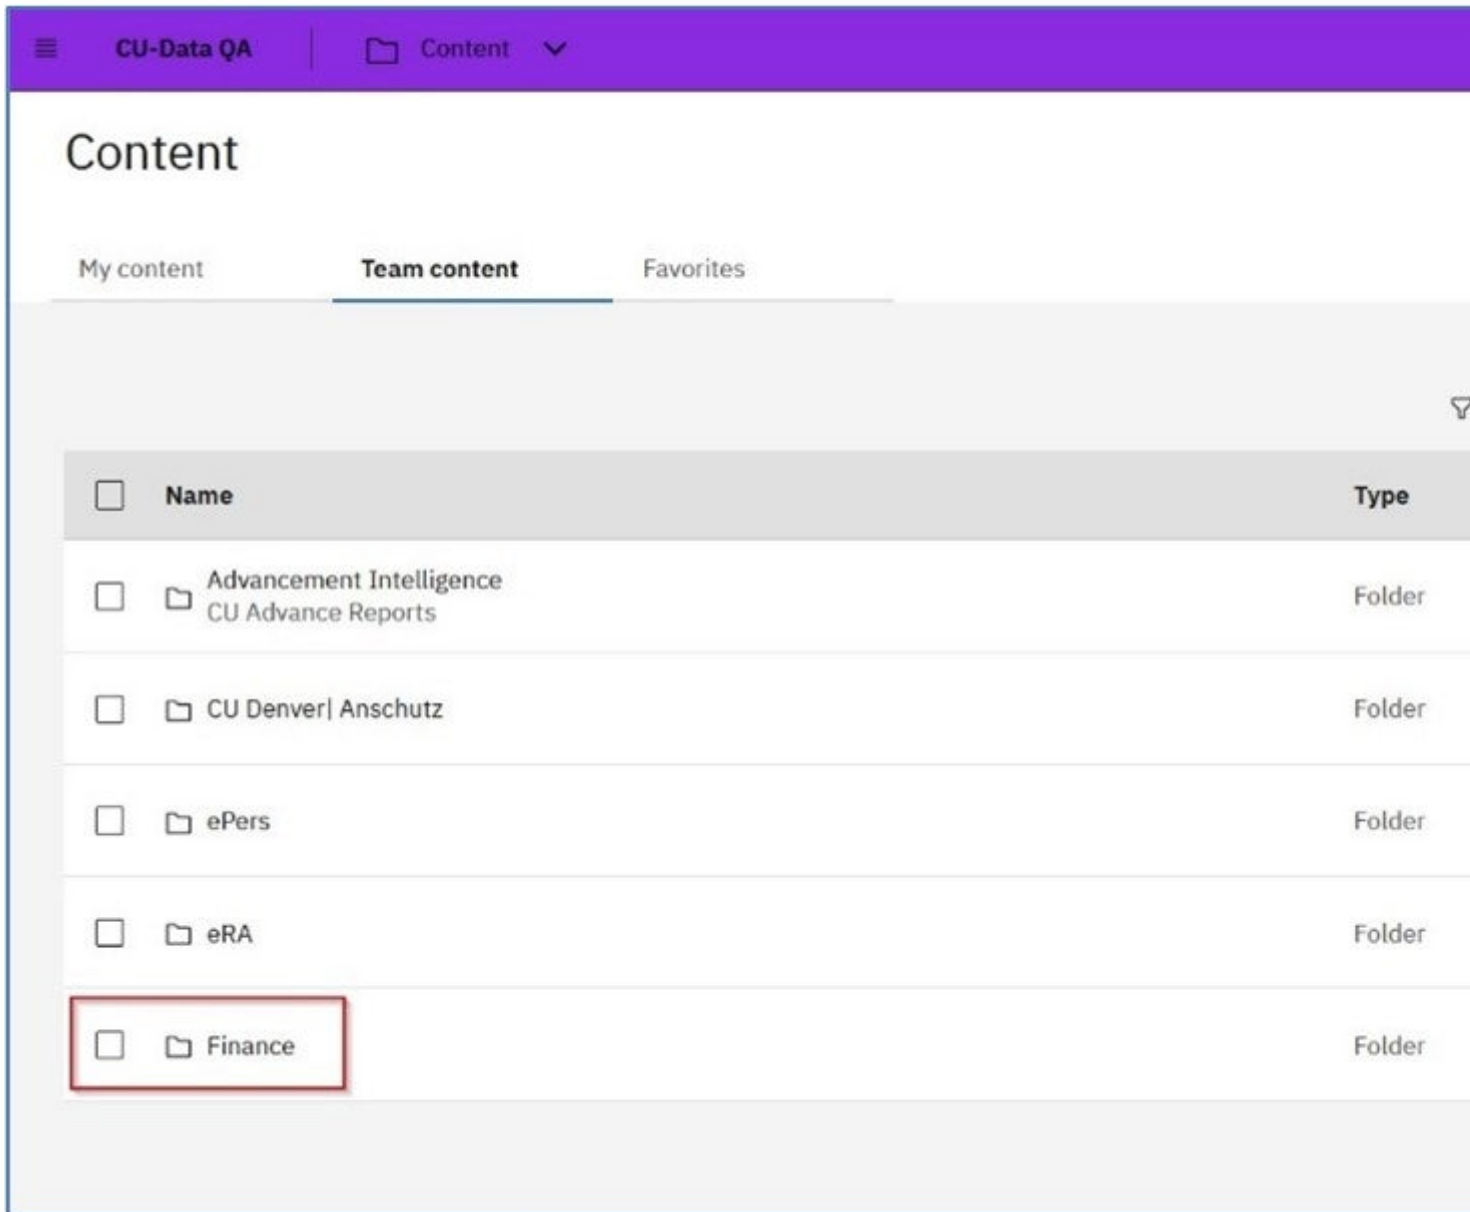 CU-Data QA Content
Content
My content Team content Favorites
Name Type
Advancement Intelligence
CU Advance Reports
Folder
CU Denver| Anschutz Folder
ePers Folder
eRA Folder
Finance Folder